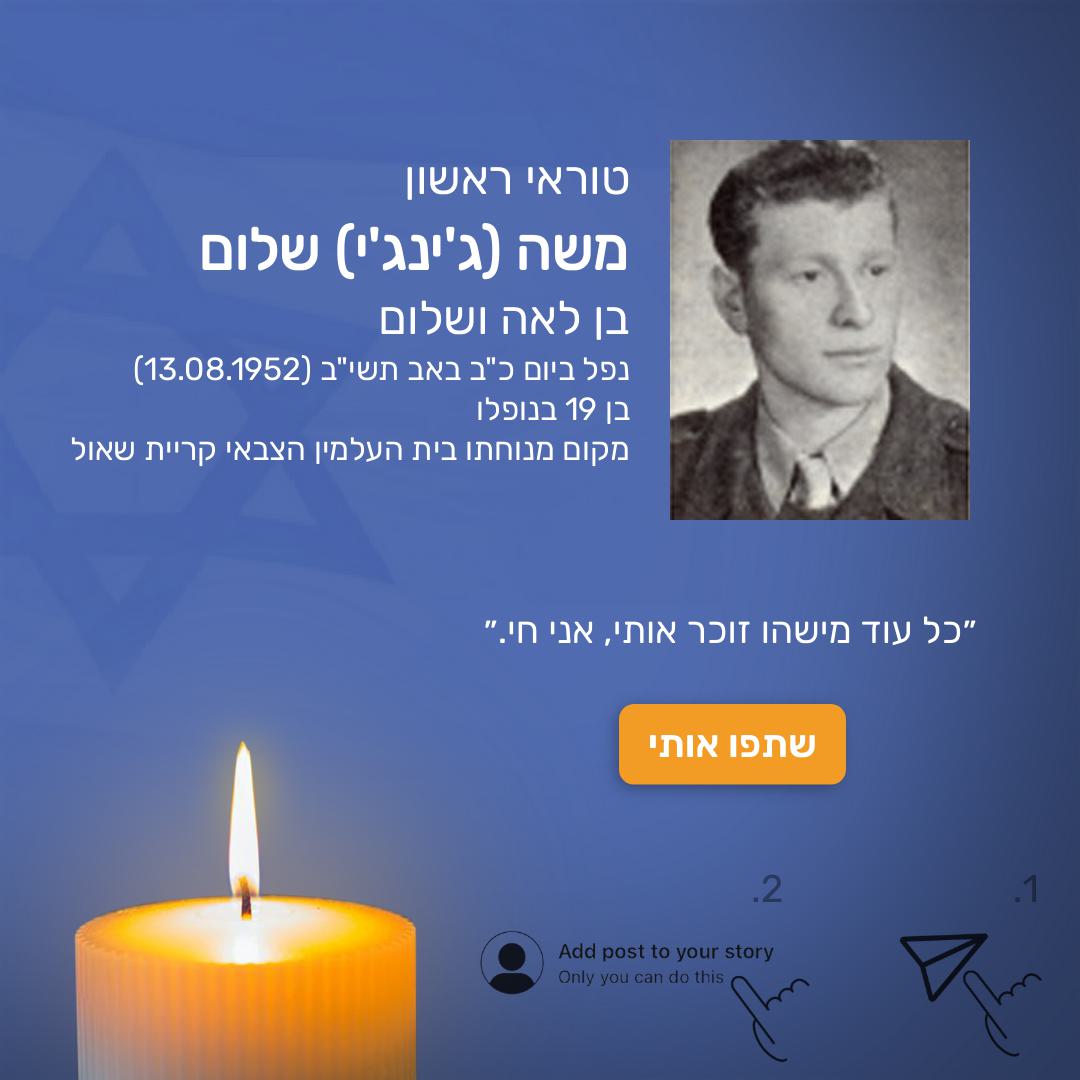 טוראי ראשון
משה (ג'ינג'י) שלום
בן לאה ושלום
נפל ביום כ"ב באב תשי"ב (13.08.1952)
בן 19 בנופלו
מקום מנוחתו בית העלמין הצבאי קריית שאול
״כל עוד מישהו זוכר אותי, אני חי.״
שתפו אותי
.1
.2
Add post to your story
Only you can do this